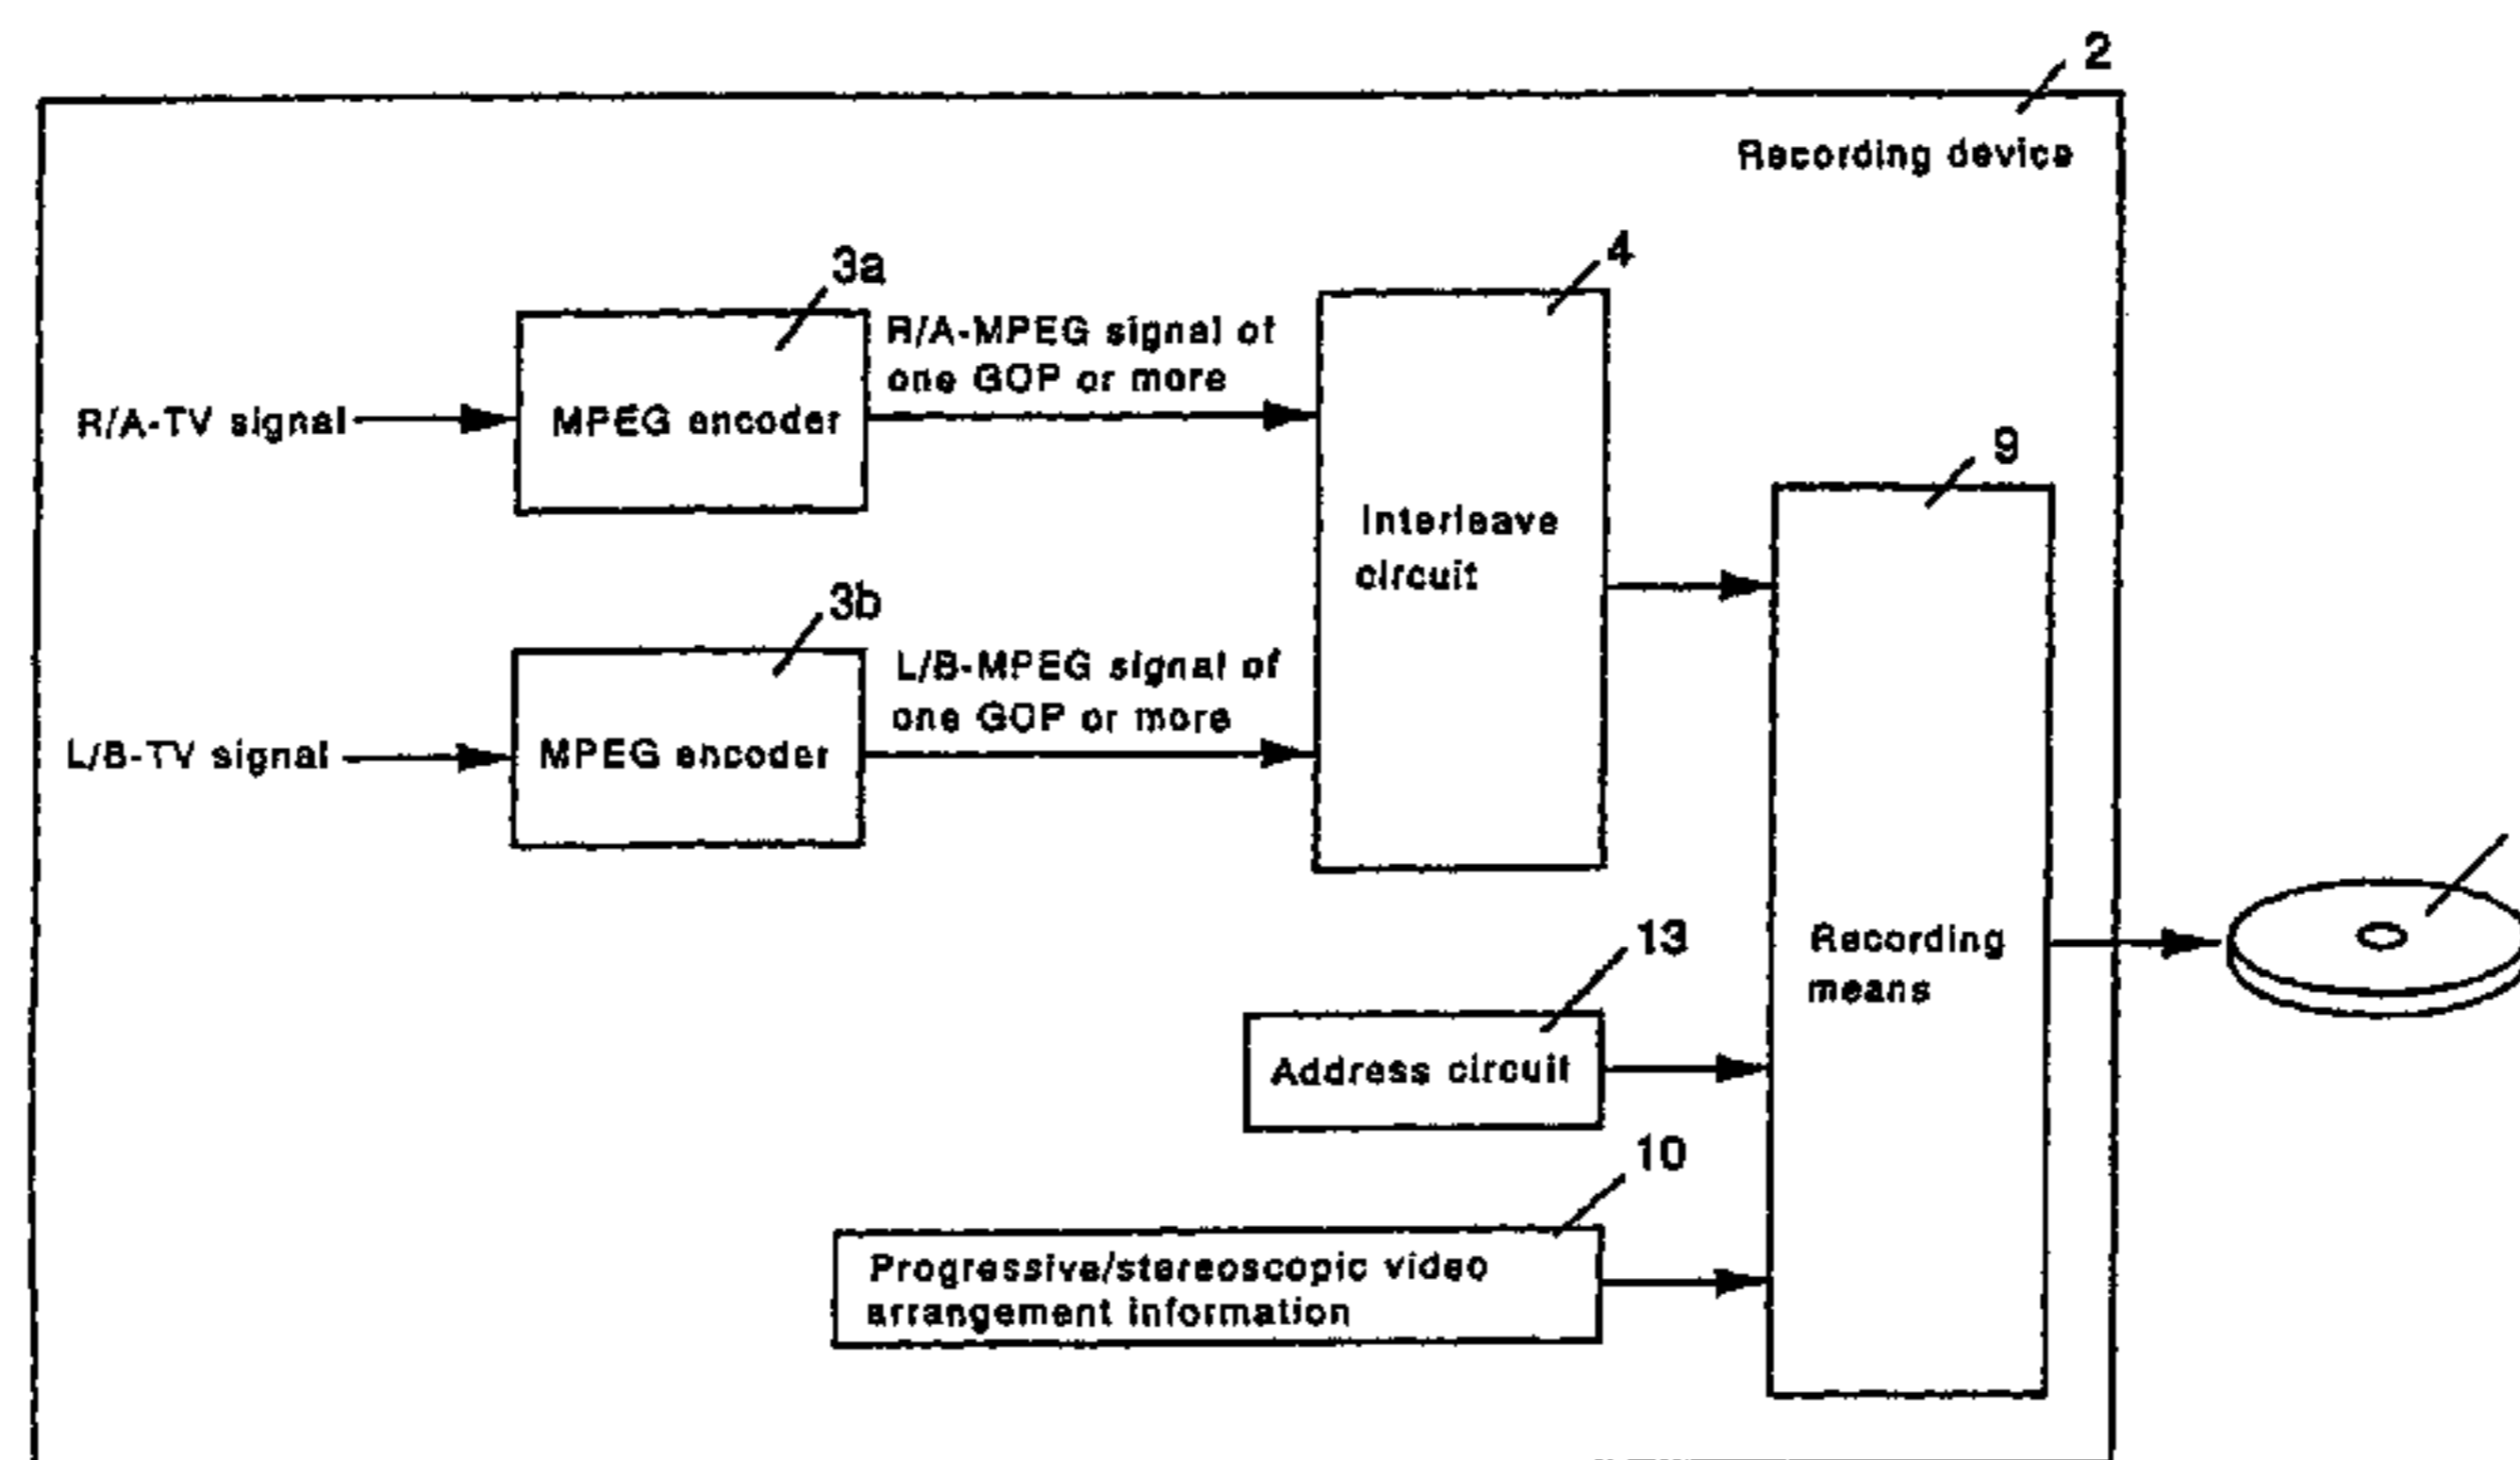 2
Recording device
3a
4
R/A-MPEG signal of
one GOP or more
R/A-TV signal
MPEG encoder
9
Interleave
circuit
3b
L/B-MPEG signal of
one GOP or more
L/B-TV signal
MPEG encoder
13
Recording
means
Address circuit
10
Progressive/stereoscopic video
arrangement information